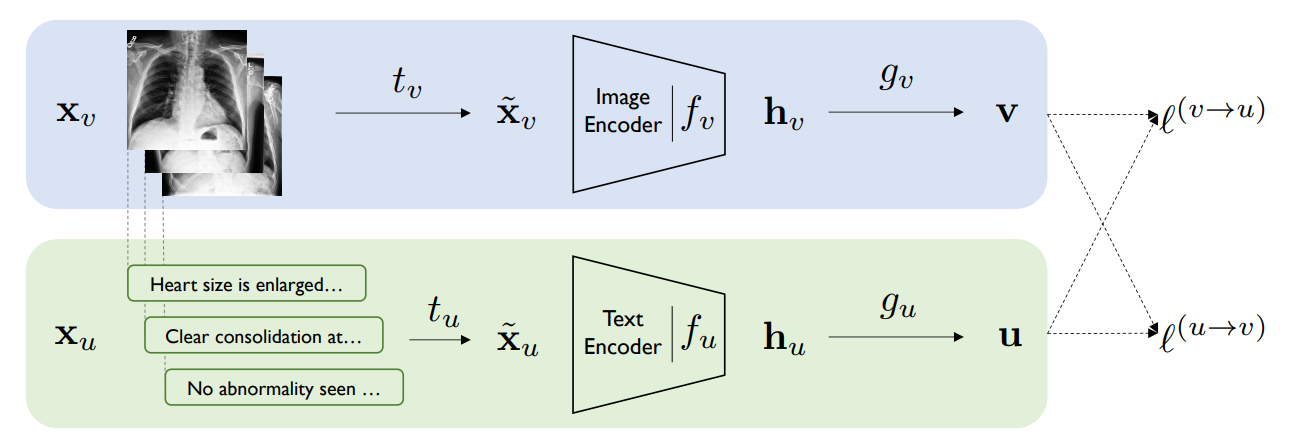 x_v
t_v
x̃_v
Image
Encoder
f_v
h_v
g_v
v
ℓ^(v→u)
Heart size is enlarged…
x_u
Clear consolidation at…
No abnormality seen …
t_u
x̃_u
Text
Encoder
f_u
h_u
g_u
u
ℓ^(u→v)